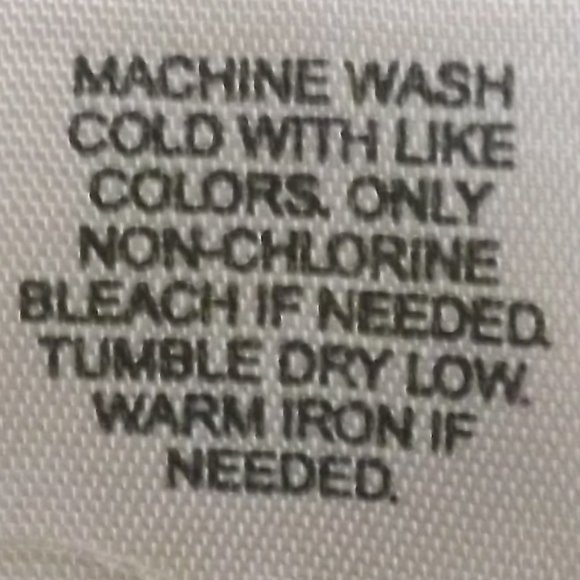 MACHINE WASH
COLD WITH LIKE
COLORS. ONLY
NON-CHLORINE
BLEACH IF NEEDED.
TUMBLE DRY LOW.
WARM IRON IF
NEEDED.